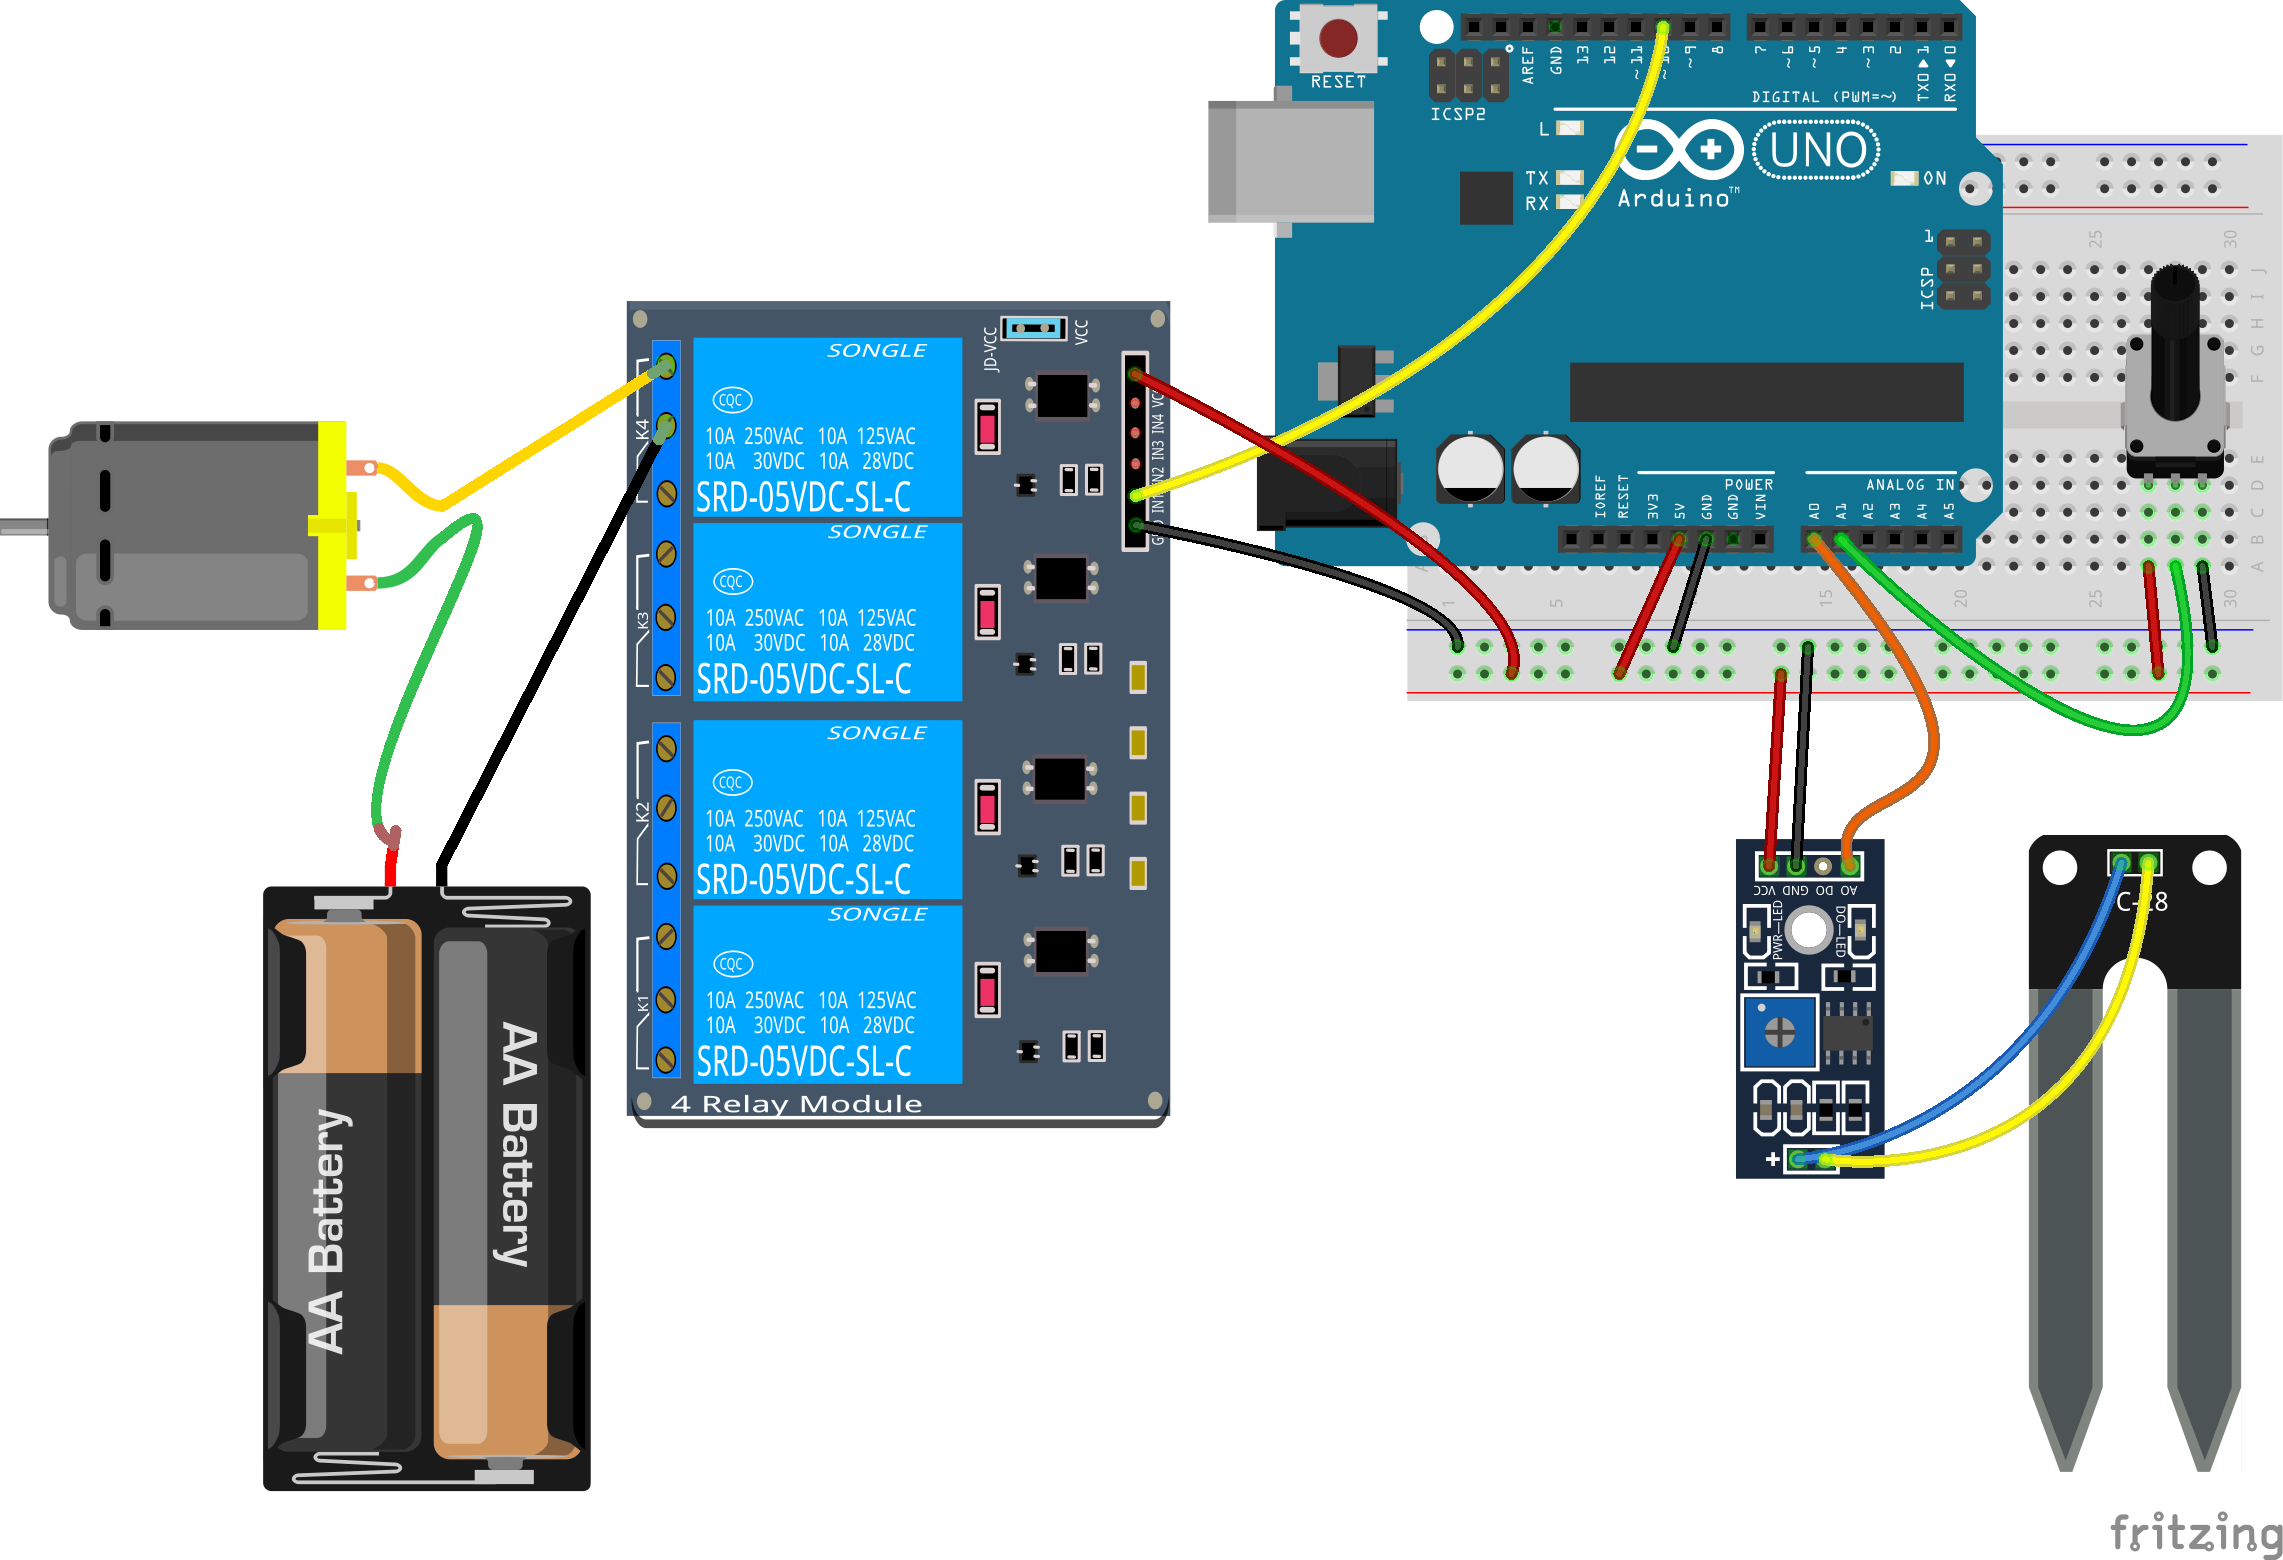 RESET
ICSP2
AREF
GND
13
12
~11
~10
~9
8
7
~6
~5
4
~3
2
TX0▶1
RX0◀0
DIGITAL (PWM=~)
L
TX
RX
Arduino™
UNO
ON
1
ICSP
IOREF
RESET
3V3
5V
GND
GND
VIN
POWER
A0
A1
A2
A3
A4
A5
ANALOG IN
25
30
J
I
H
G
F
E
D
C
B
A
1
5
15
20
25
30
JD-VCC
VCC
K4
K3
K2
K1
SONGLE
CQC
10A 250VAC 10A 125VAC
10A 30VDC 10A 28VDC
SRD-05VDC-SL-C
SONGLE
CQC
10A 250VAC 10A 125VAC
10A 30VDC 10A 28VDC
SRD-05VDC-SL-C
SONGLE
CQC
10A 250VAC 10A 125VAC
10A 30VDC 10A 28VDC
SRD-05VDC-SL-C
SONGLE
CQC
10A 250VAC 10A 125VAC
10A 30VDC 10A 28VDC
SRD-05VDC-SL-C
4 Relay Module
IN2 IN3 IN4
AA Battery
AA Battery
VCC GND DO AO
PWR—LED
DO—LED
+
fritzing